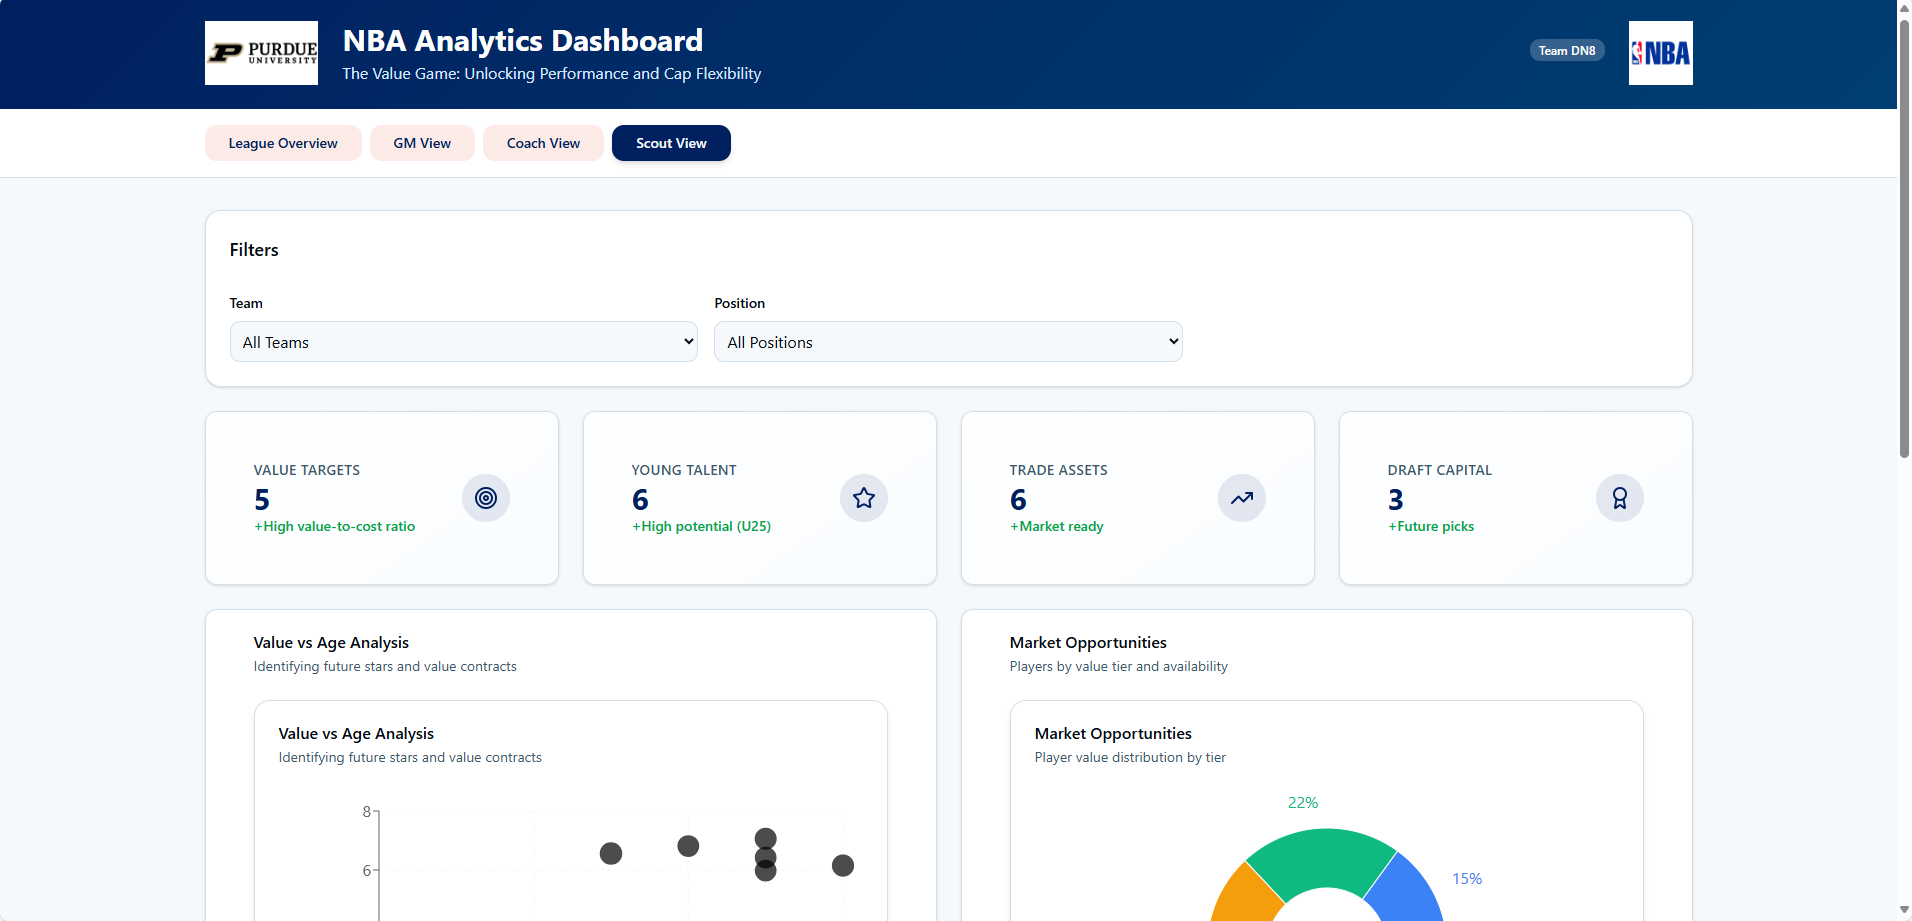 PURDUE
UNIVERSITY
NBA Analytics Dashboard
The Value Game: Unlocking Performance and Cap Flexibility
Team DN8
NBA
League Overview
GM View
Coach View
Scout View
Filters
Team
Position
All Teams
All Positions
VALUE TARGETS
5
+High value-to-cost ratio
YOUNG TALENT
6
+High potential (U25)
TRADE ASSETS
6
+Market ready
DRAFT CAPITAL
3
+Future picks
Value vs Age Analysis
Identifying future stars and value contracts
Value vs Age Analysis
Identifying future stars and value contracts
8
6
Market Opportunities
Players by value tier and availability
Market Opportunities
Player value distribution by tier
22%
15%